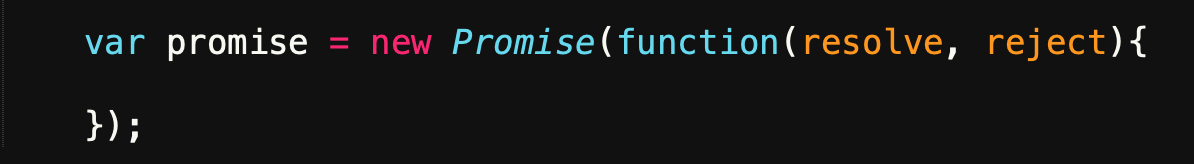 var promise = new Promise(function(resolve, reject){
});